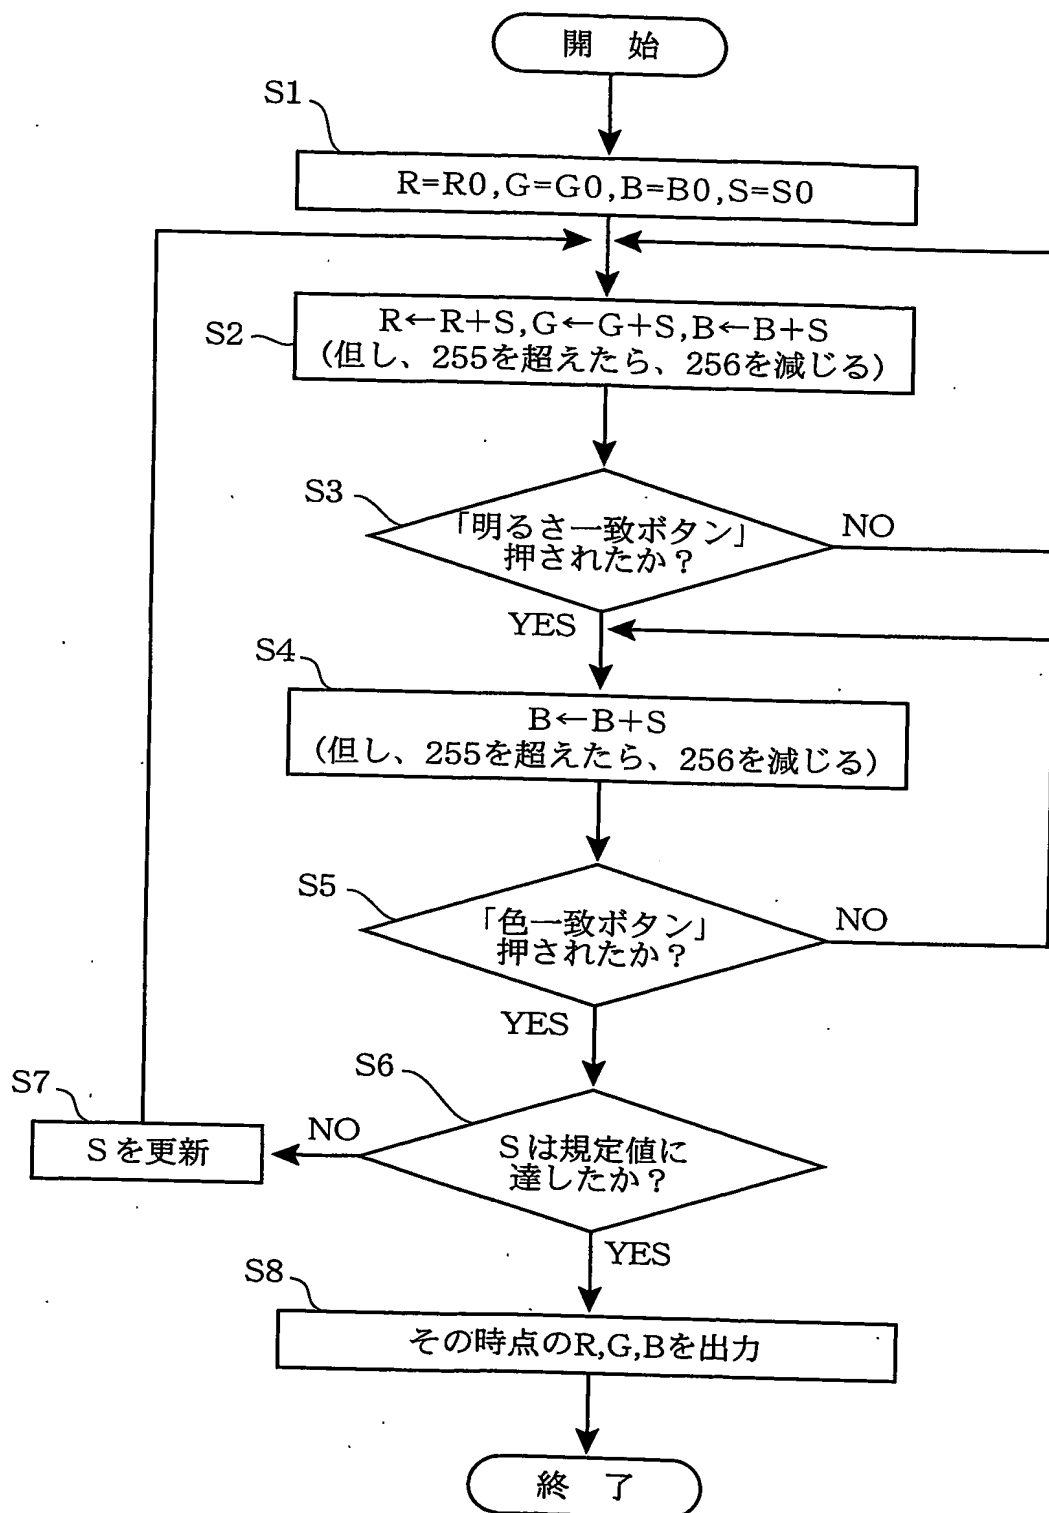 開 始
S1
R=R0,G=G0,B=B0,S=S0
S2
R←R+S,G←G+S,B←B+S
(但し、255を超えたら、256を減じる)
S3
「明るさ一致ボタン」
押されたか?
NO
YES
S4
B←B+S
(但し、255を超えたら、256を減じる)
S5
「色一致ボタン」
押されたか?
NO
YES
S6
Sは規定値に
達したか?
NO
S7
Sを更新
YES
S8
その時点のR,G,Bを出力
終 了